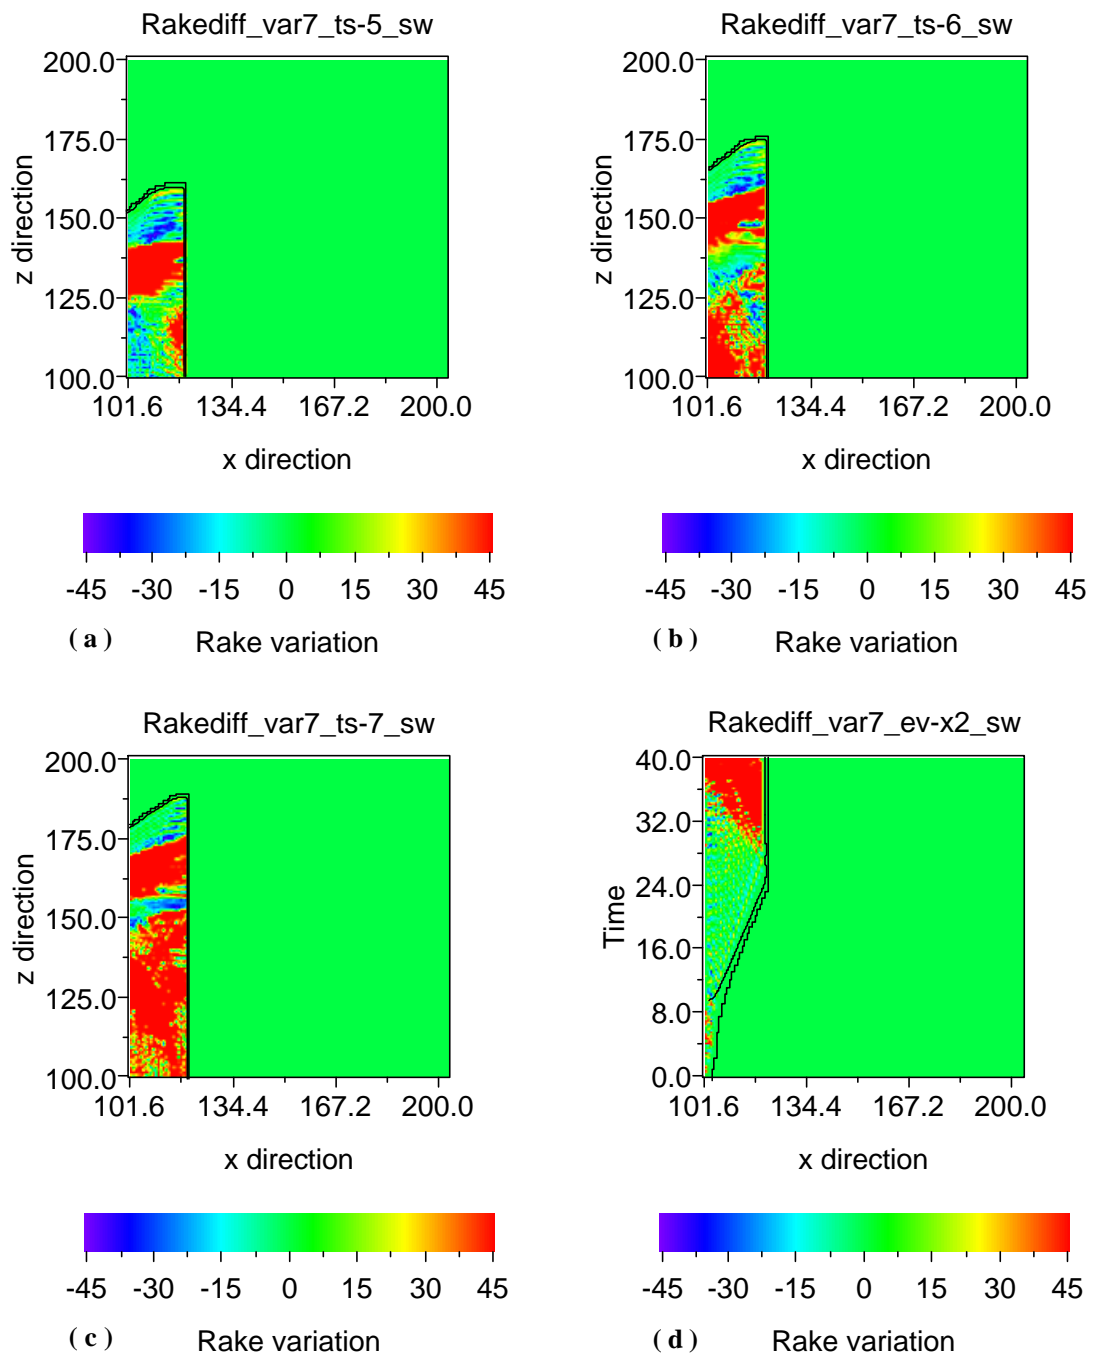 Rakediff_var7_ts-5_sw
200.0
175.0
150.0
125.0
100.0
z direction
101.6 134.4 167.2 200.0
x direction
-45 -30 -15 0 15 30 45
( a ) Rake variation
Rakediff_var7_ts-6_sw
200.0
175.0
150.0
125.0
100.0
z direction
101.6 134.4 167.2 200.0
x direction
-45 -30 -15 0 15 30 45
( b ) Rake variation
Rakediff_var7_ts-7_sw
200.0
175.0
150.0
125.0
100.0
z direction
101.6 134.4 167.2 200.0
x direction
-45 -30 -15 0 15 30 45
( c ) Rake variation
Rakediff_var7_ev-x2_sw
40.0
32.0
24.0
16.0
8.0
0.0
Time
101.6 134.4 167.2 200.0
x direction
-45 -30 -15 0 15 30 45
( d ) Rake variation